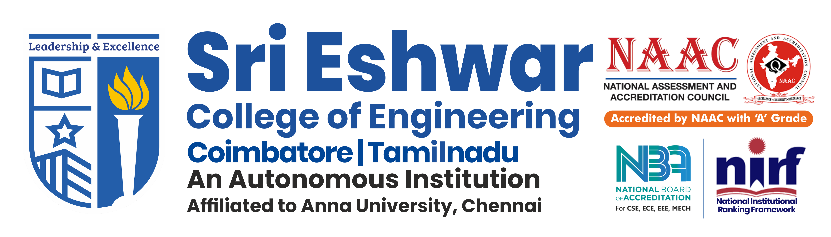 Leadership & Excellence
Sri Eshwar
College of Engineering
Coimbatore | Tamilnadu
An Autonomous Institution
Affiliated to Anna University, Chennai
NAAC
NATIONAL ASSESSMENT AND
ACCREDITATION COUNCIL
NAAC
Accredited by NAAC with 'A' Grade
NBA
NATIONAL BOARD
OF ACCREDITATION
For CSE, ECE, EEE, MECH
nirf
National Institutional
Ranking Framework